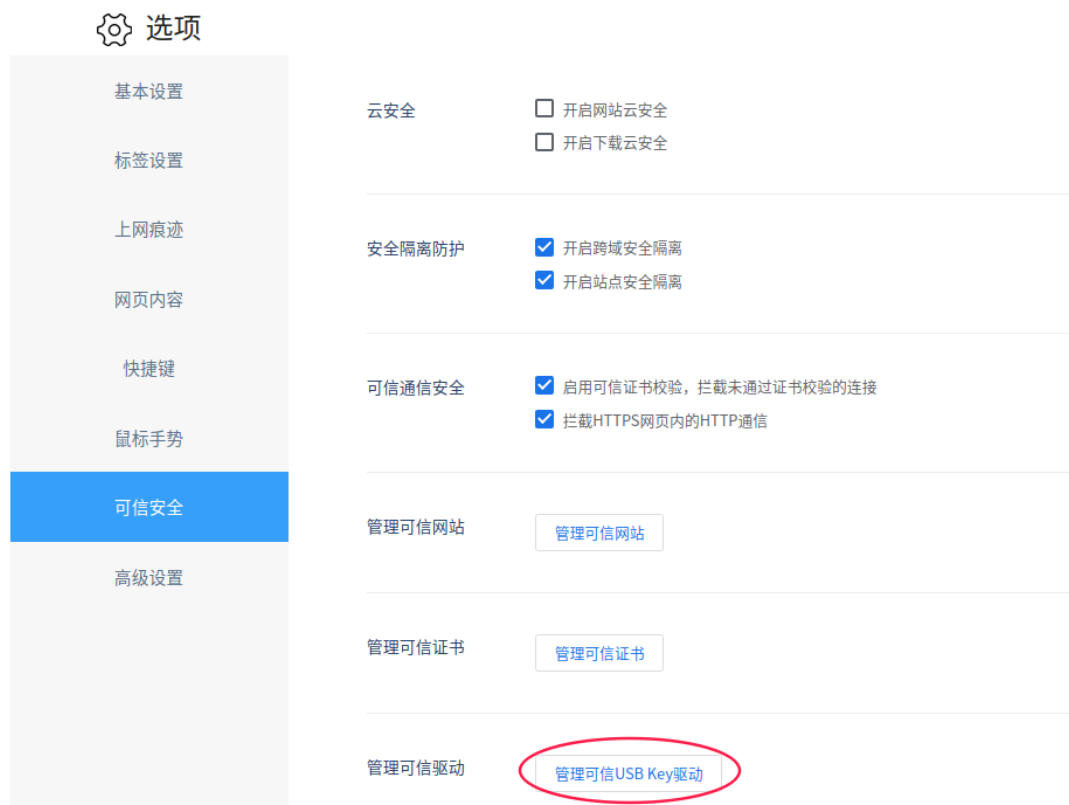 选项
基本设置
标签设置
上网痕迹
网页内容
快捷键
鼠标手势
可信安全
高级设置
云安全
开启网站云安全
开启下载云安全
安全隔离防护
开启跨域安全隔离
开启站点安全隔离
可信通信安全
启用可信证书校验，拦截未通过证书校验的连接
拦截HTTPS网页内的HTTP通信
管理可信网站
管理可信网站
管理可信证书
管理可信证书
管理可信驱动
管理可信USB Key驱动